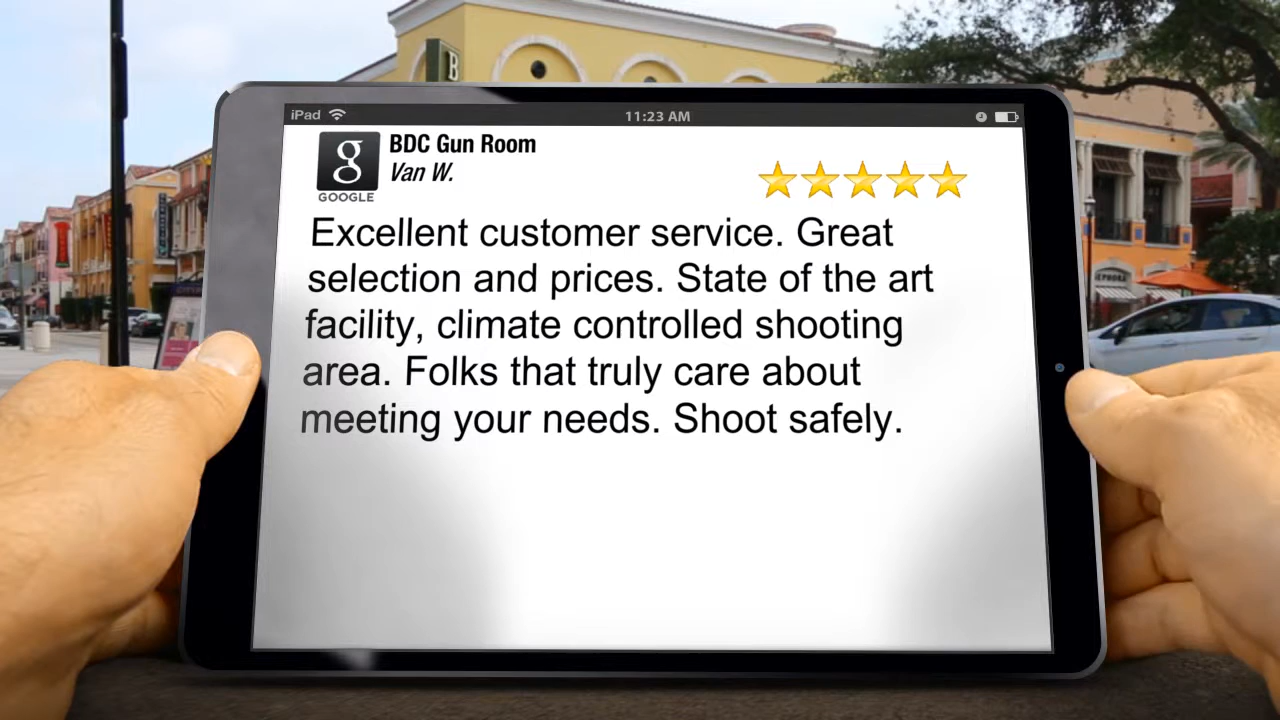 B
iPad
11:23 AM
g
GOOGLE
BDC Gun Room
Van W.
Excellent customer service. Great
selection and prices. State of the art
facility, climate controlled shooting
area. Folks that truly care about
meeting your needs. Shoot safely.
SEPHORA